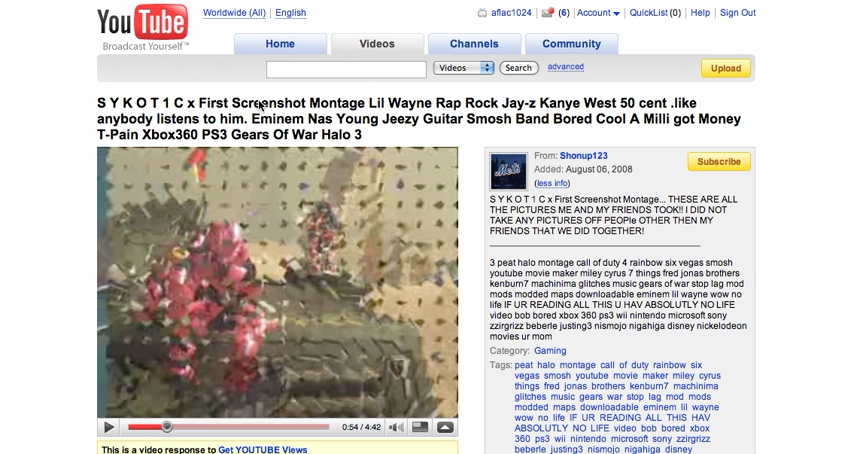 You Tube
Broadcast Yourself™
Worldwide (All) | English
aflac1024 | (6) | Account | QuickList (0) | Help | Sign Out
Home Videos Channels Community
Videos Search advanced Upload
S Y K O T 1 C x First Screenshot Montage Lil Wayne Rap Rock Jay-z Kanye West 50 cent .like
anybody listens to him. Eminem Nas Young Jeezy Guitar Smosh Band Bored Cool A Milli got Money
T-Pain Xbox360 PS3 Gears Of War Halo 3
Mets
From: Shonup123
Added: August 06, 2008
(less info)
Subscribe
S Y K O T 1 C x First Screenshot Montage... THESE ARE ALL
THE PICTURES ME AND MY FRIENDS TOOK!! I DID NOT
TAKE ANY PICTURES OFF PEOPle OTHER THEN MY
FRIENDS THAT WE DID TOGETHER!
3 peat halo montage call of duty 4 rainbow six vegas smosh
youtube movie maker miley cyrus 7 things fred jonas brothers
kenburn7 machinima glitches music gears of war stop lag mod
mods modded maps downloadable eminem lil wayne wow no
life IF UR READING ALL THIS U HAV ABSOLUTLY NO LIFE
video bob bored xbox 360 ps3 wii nintendo microsoft sony
zzirgrizz beberle justing3 nismojo nigahiga disney nickelodeon
movies ur mom
Category: Gaming
Tags: peat halo montage call of duty rainbow six
vegas smosh youtube movie maker miley cyrus
things fred jonas brothers kenburn7 machinima
glitches music gears war stop lag mod mods
modded maps downloadable eminem lil wayne
wow no life IF UR READING ALL THIS HAV
ABSOLUTLY NO LIFE video bob bored xbox
360 ps3 wii nintendo microsoft sony zzirgrizz
beberle justing3 nismojo nigahiga disney
0:54 / 4:42
This is a video response to Get YOUTUBE Views